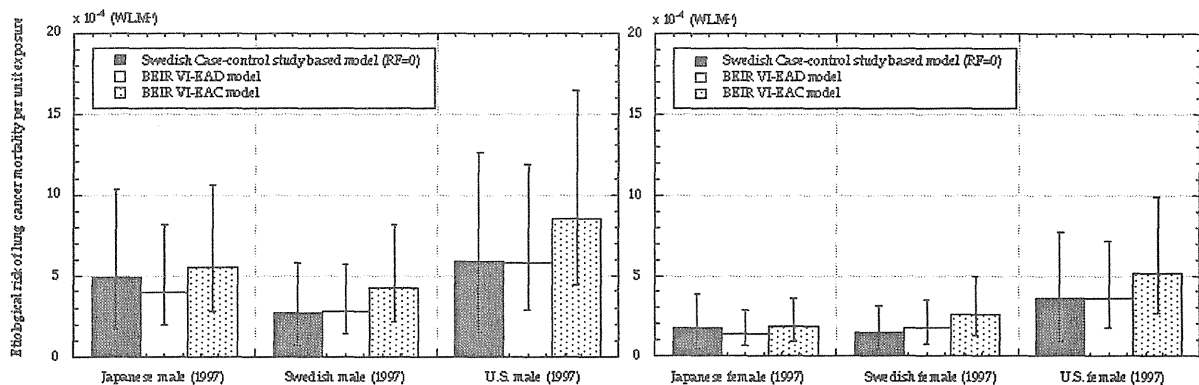 x 10⁻⁴ (WLM⁻¹)
20
15
10
5
0
Etiological risk of lung cancer mortality per unit exposure
Swedish Case-control study based model (RF=0)
BEIR VI-EAD model
BEIR VI-EAC model
Japanese male (1997)
Swedish male (1997)
U.S. male (1997)
x 10⁻⁴ (WLM⁻¹)
20
15
10
5
0
Swedish Case-control study based model (RF=0)
BEIR VI-EAD model
BEIR VI-EAC model
Japanese female (1997)
Swedish female (1997)
U.S. female (1997)